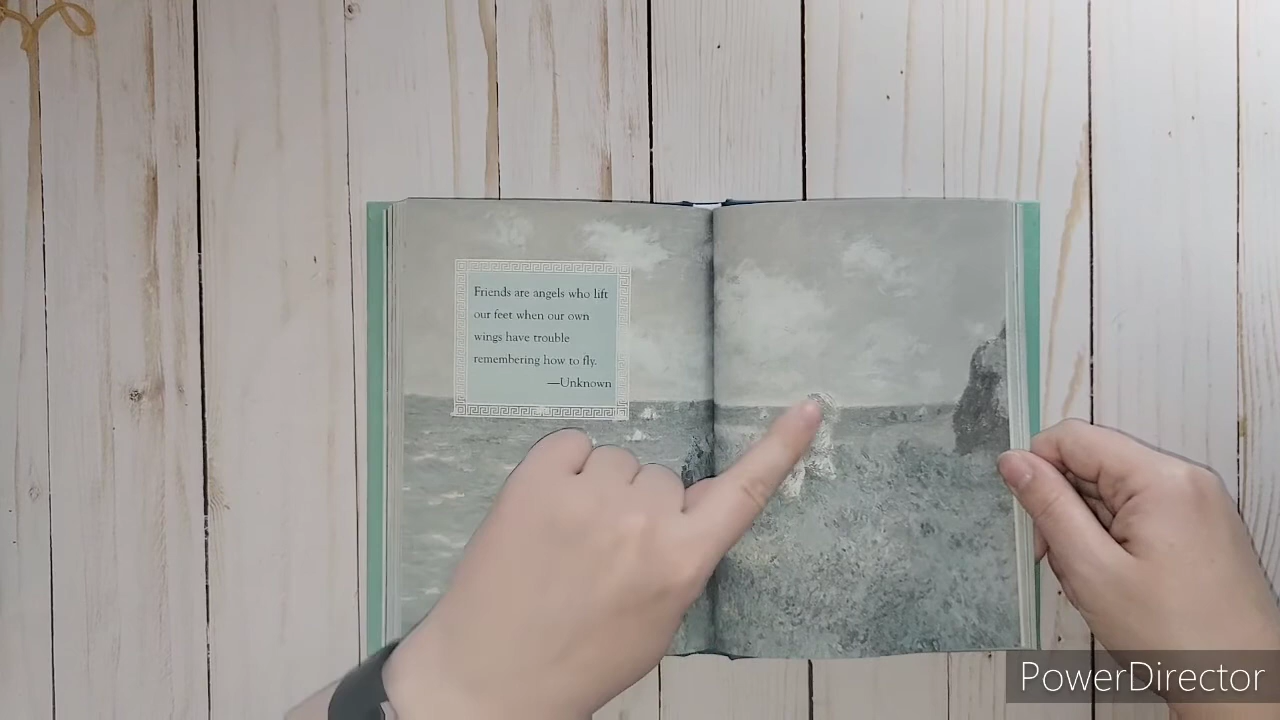 Friends are angels who lift
our feet when our own
wings have trouble
remembering how to fly.
—Unknown
PowerDirector